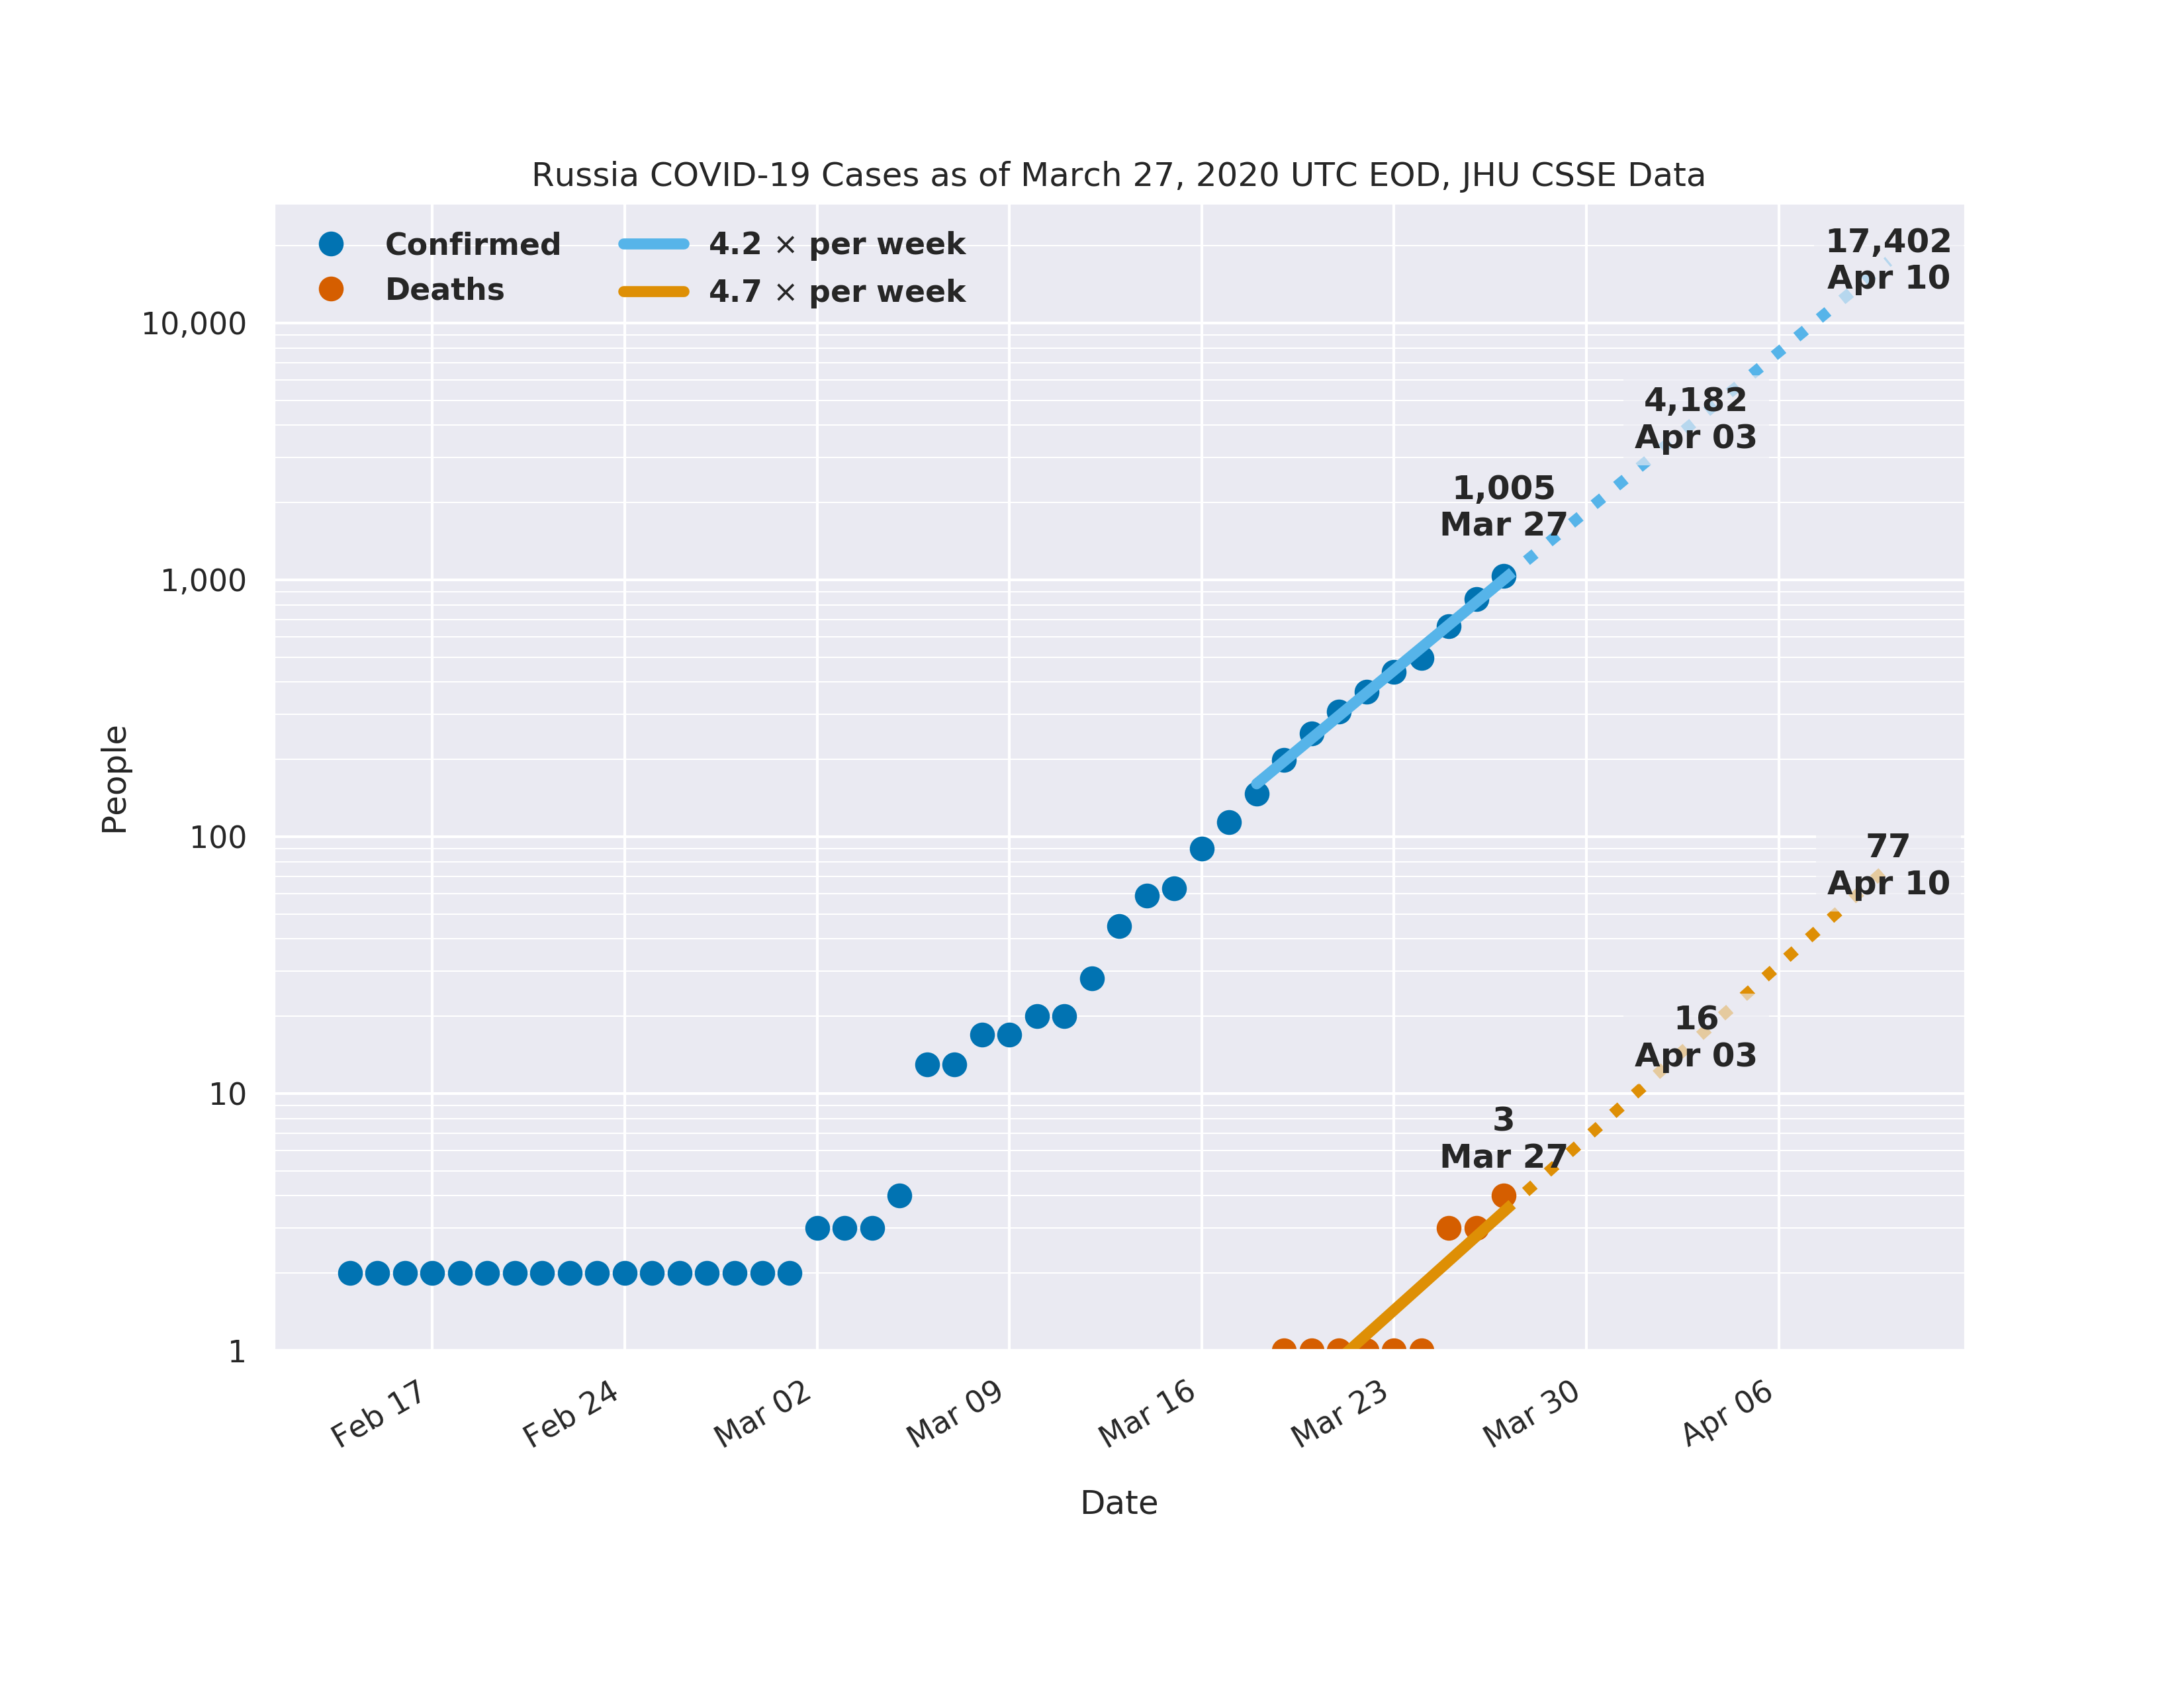 Russia COVID-19 Cases as of March 27, 2020 UTC EOD, JHU CSSE Data
Confirmed
Deaths
4.2 × per week
4.7 × per week
17,402
Apr 10
4,182
Apr 03
1,005
Mar 27
77
Apr 10
16
Apr 03
3
Mar 27
People
10,000
1,000
100
10
1
Feb 17
Feb 24
Mar 02
Mar 09
Mar 16
Mar 23
Mar 30
Apr 06
Date